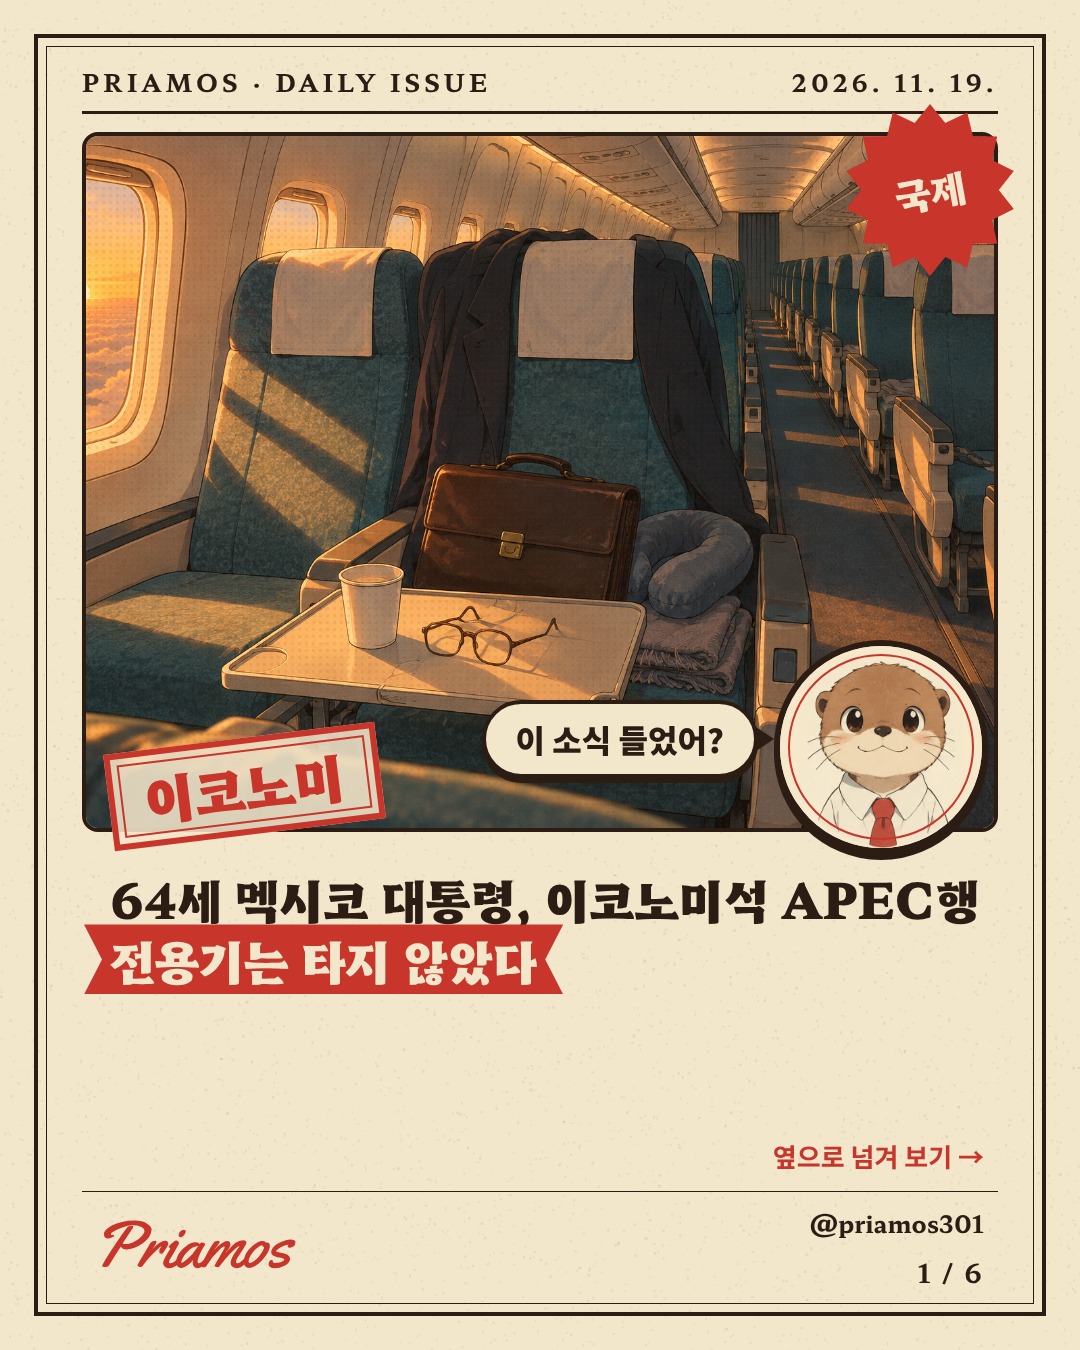 PRIAMOS · DAILY ISSUE
2026. 11. 19.
국제
이 소식 들었어?
이코노미
64세 멕시코 대통령, 이코노미석 APEC행
전용기는 타지 않았다
옆으로 넘겨 보기 →
Priamos
@priamos301
1 / 6